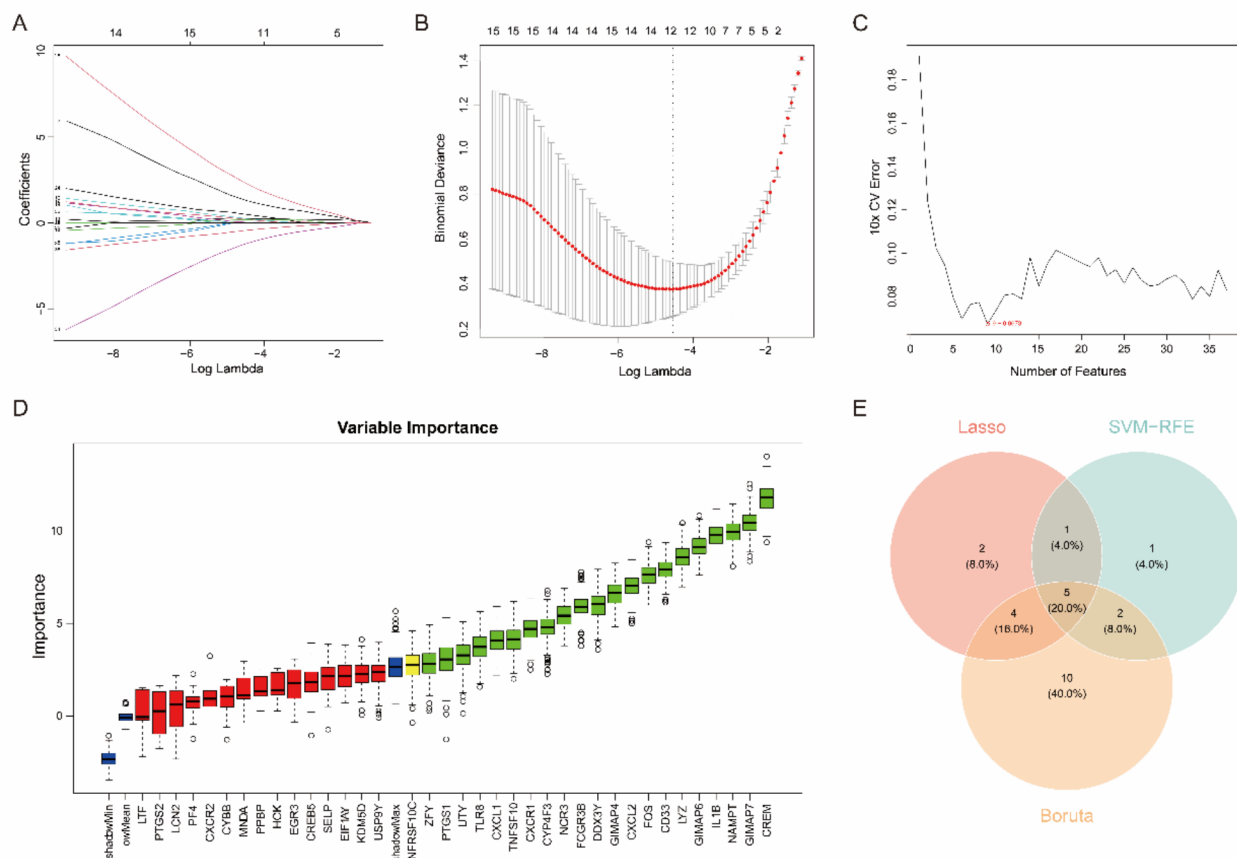 A
14 15 14 11 5
10
5
0
−5
Coefficients
−8 −6 −4 −2
Log Lambda
B
15 15 15 14 14 14 15 14 14 12 12 10 7 7 5 5 2
1.4
1.2
1.0
0.8
0.6
0.4
0.2
Binomial Deviance
−8 −6 −4 −2
Log Lambda
C
0.18
0.16
0.14
0.12
0.10
0.08
10x CV Error
0 5 10 15 20 25 30 35
Number of Features
D
Variable Importance
10
5
0
Importance
shadowMin
owMean
LTF
PTGS2
LCN2
PF4
CXCR2
CYBB
MNDA
PPBP
HCK
EGR3
CREB5
SELP
EIF1AY
KDM5D
USP9Y
shadowMax
NFRSF10C
ZFY
PTGS1
UTY
TLR8
CXCL1
TNFSF10
CXCR1
CYP4F3
NCR3
FCGR3B
DDX3Y
GIMAP4
CXCL2
FOS
CD33
LYZ
GIMAP6
IL1B
NAMPT
GIMAP7
CREM
E
Lasso
SVM−RFE
2
(8.0%)
1
(4.0%)
1
(4.0%)
5
(20.0%)
4
(16.0%)
2
(8.0%)
10
(40.0%)
Boruta